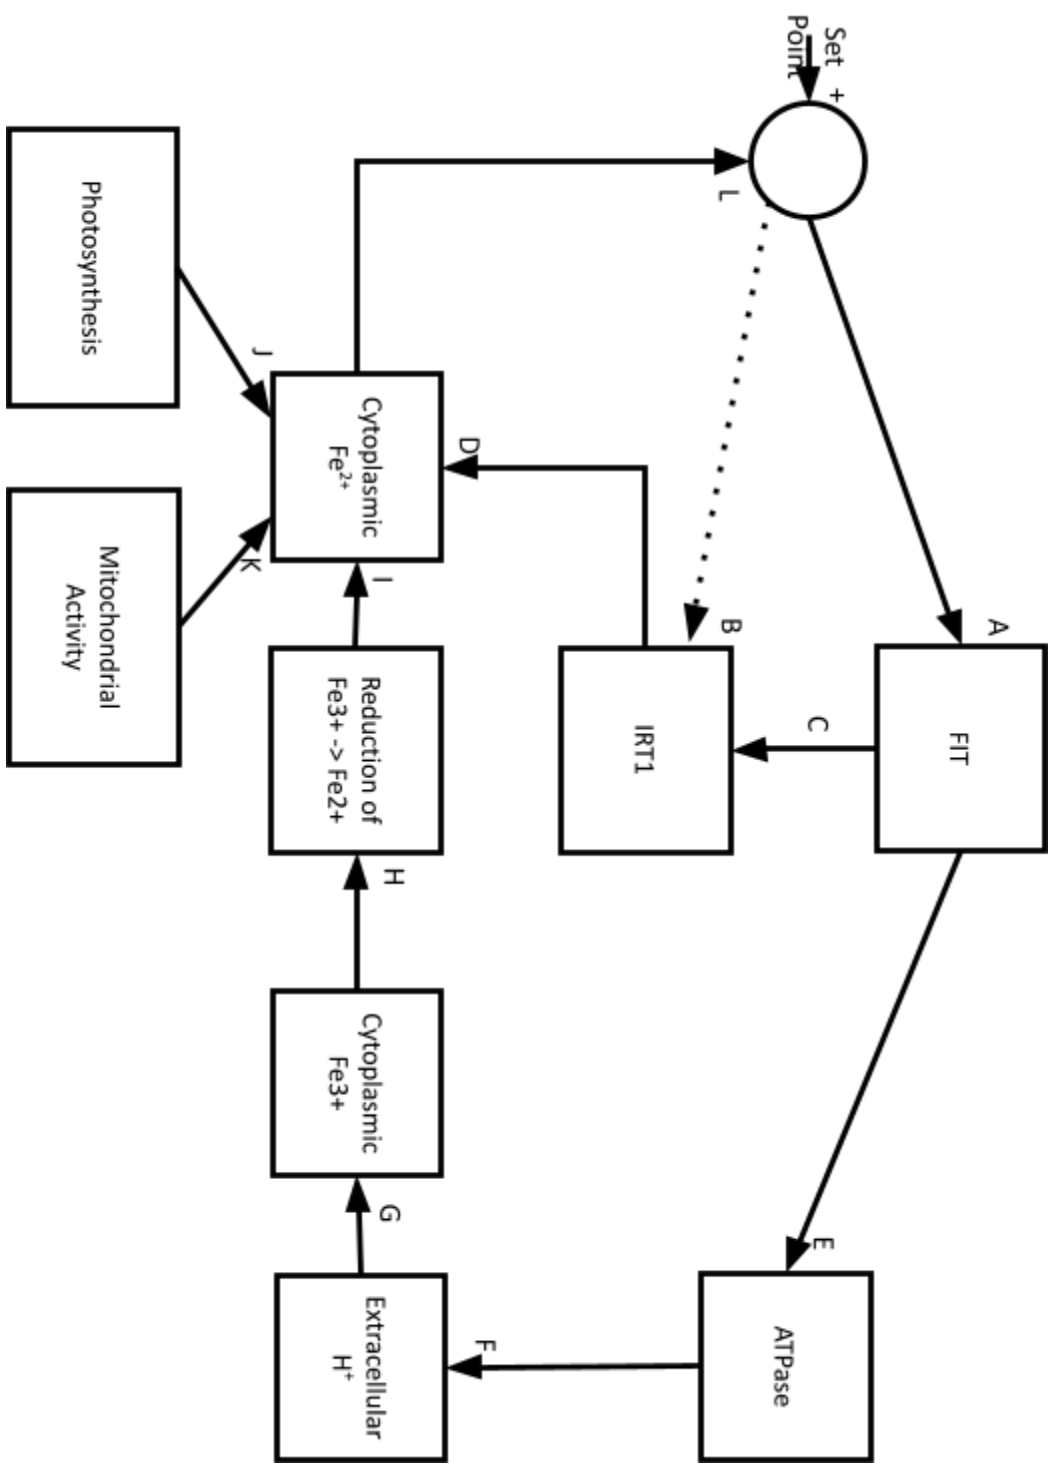 Set
Point
+
A
FIT
C
B
IRT1
L
D
E
ATPase
F
Cytoplasmic
Fe²⁺
I
Reduction of
Fe3+ -> Fe2+
H
Cytoplasmic
Fe3+
G
Extracellular
H⁺
J
K
Photosynthesis
Mitochondrial
Activity